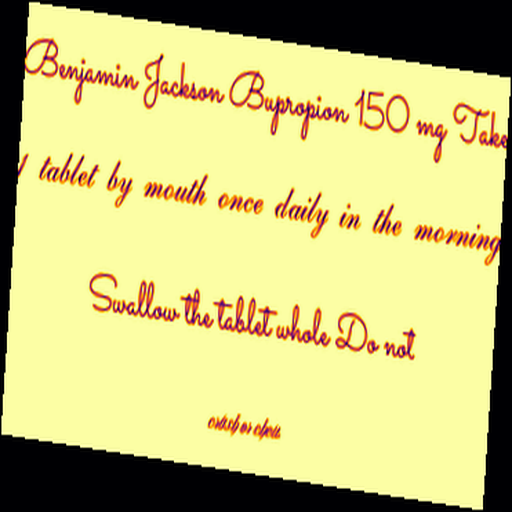 Benjamin Jackson Bupropion 150 mg Take
1 tablet by mouth once daily in the morning
Swallow the tablet whole Do not
crush or chew